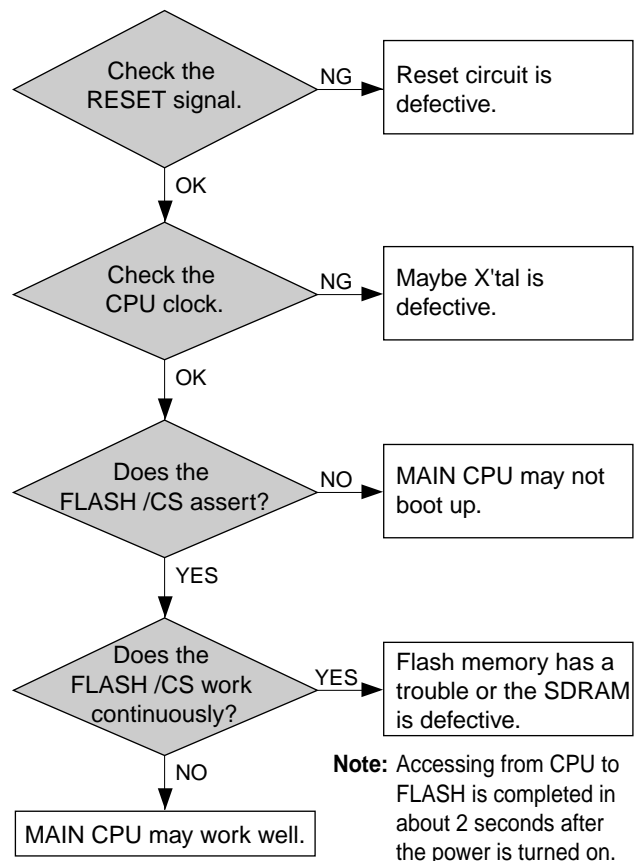 Check the
RESET signal.
NG
Reset circuit is
defective.
OK
Check the
CPU clock.
NG
Maybe X'tal is
defective.
OK
Does the
FLASH /CS assert?
NO
MAIN CPU may not
boot up.
YES
Does the
FLASH /CS work
continuously?
YES
Flash memory has a
trouble or the SDRAM
is defective.
NO
MAIN CPU may work well.
Note: Accessing from CPU to
FLASH is completed in
about 2 seconds after
the power is turned on.